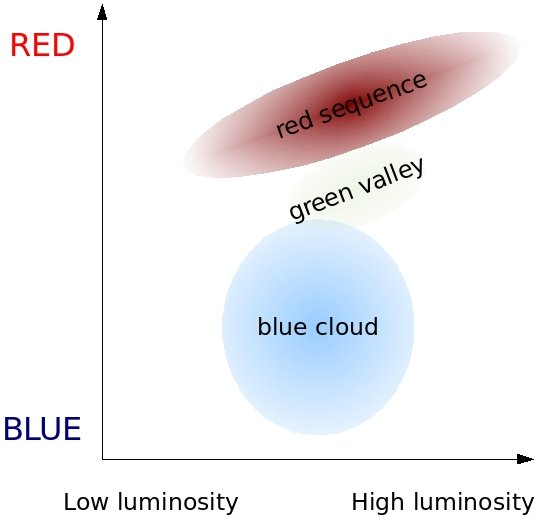 RED
red sequence
green valley
blue cloud
BLUE
Low luminosity
High luminosity